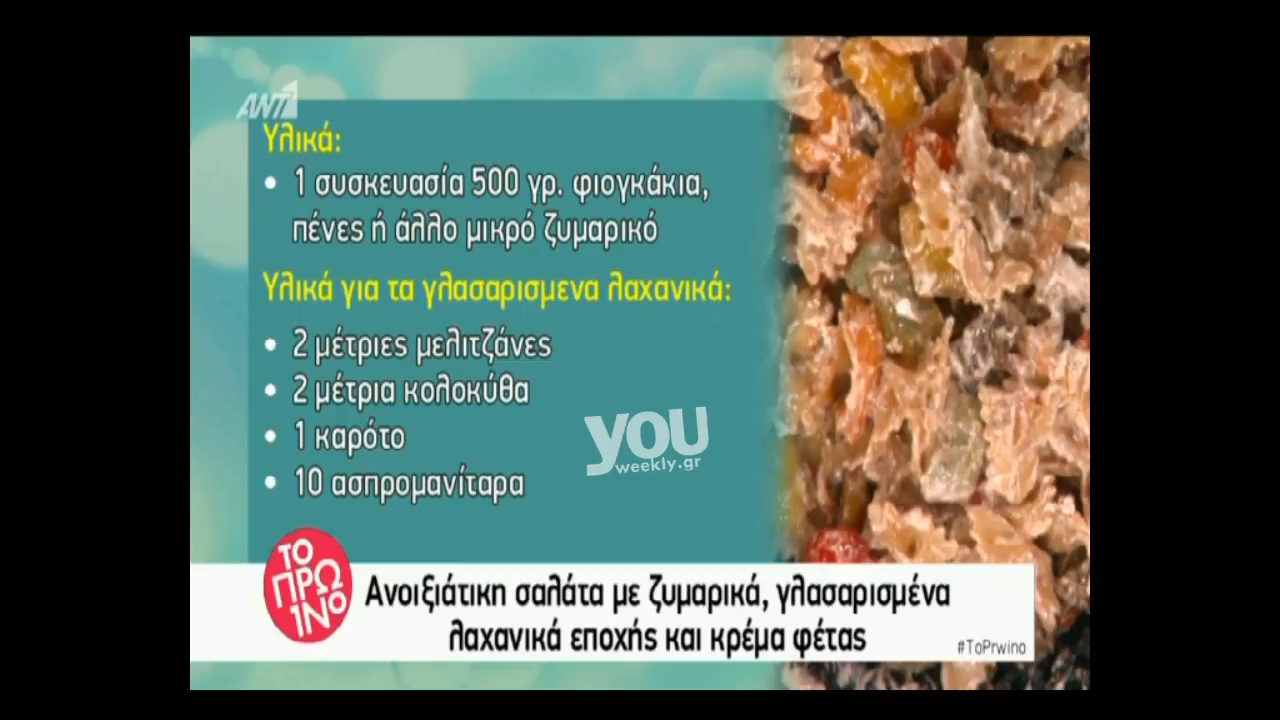 ΑΝΤ1
Υλικά:
• 1 συσκευασία 500 γρ. φιογκάκια,
πένες ή άλλο μικρό ζυμαρικό
Υλικά για τα γλασαρισμενα λαχανικά:
• 2 μέτριες μελιτζάνες
• 2 μέτρια κολοκύθα
• 1 καρότο
• 10 ασπρομανίταρα
you
weekly.gr
ΤΟ
ΠΡΩ
ΙΝΟ
Ανοιξιάτικη σαλάτα με ζυμαρικά, γλασαρισμένα
λαχανικά εποχής και κρέμα φέτας
#ToPrwino